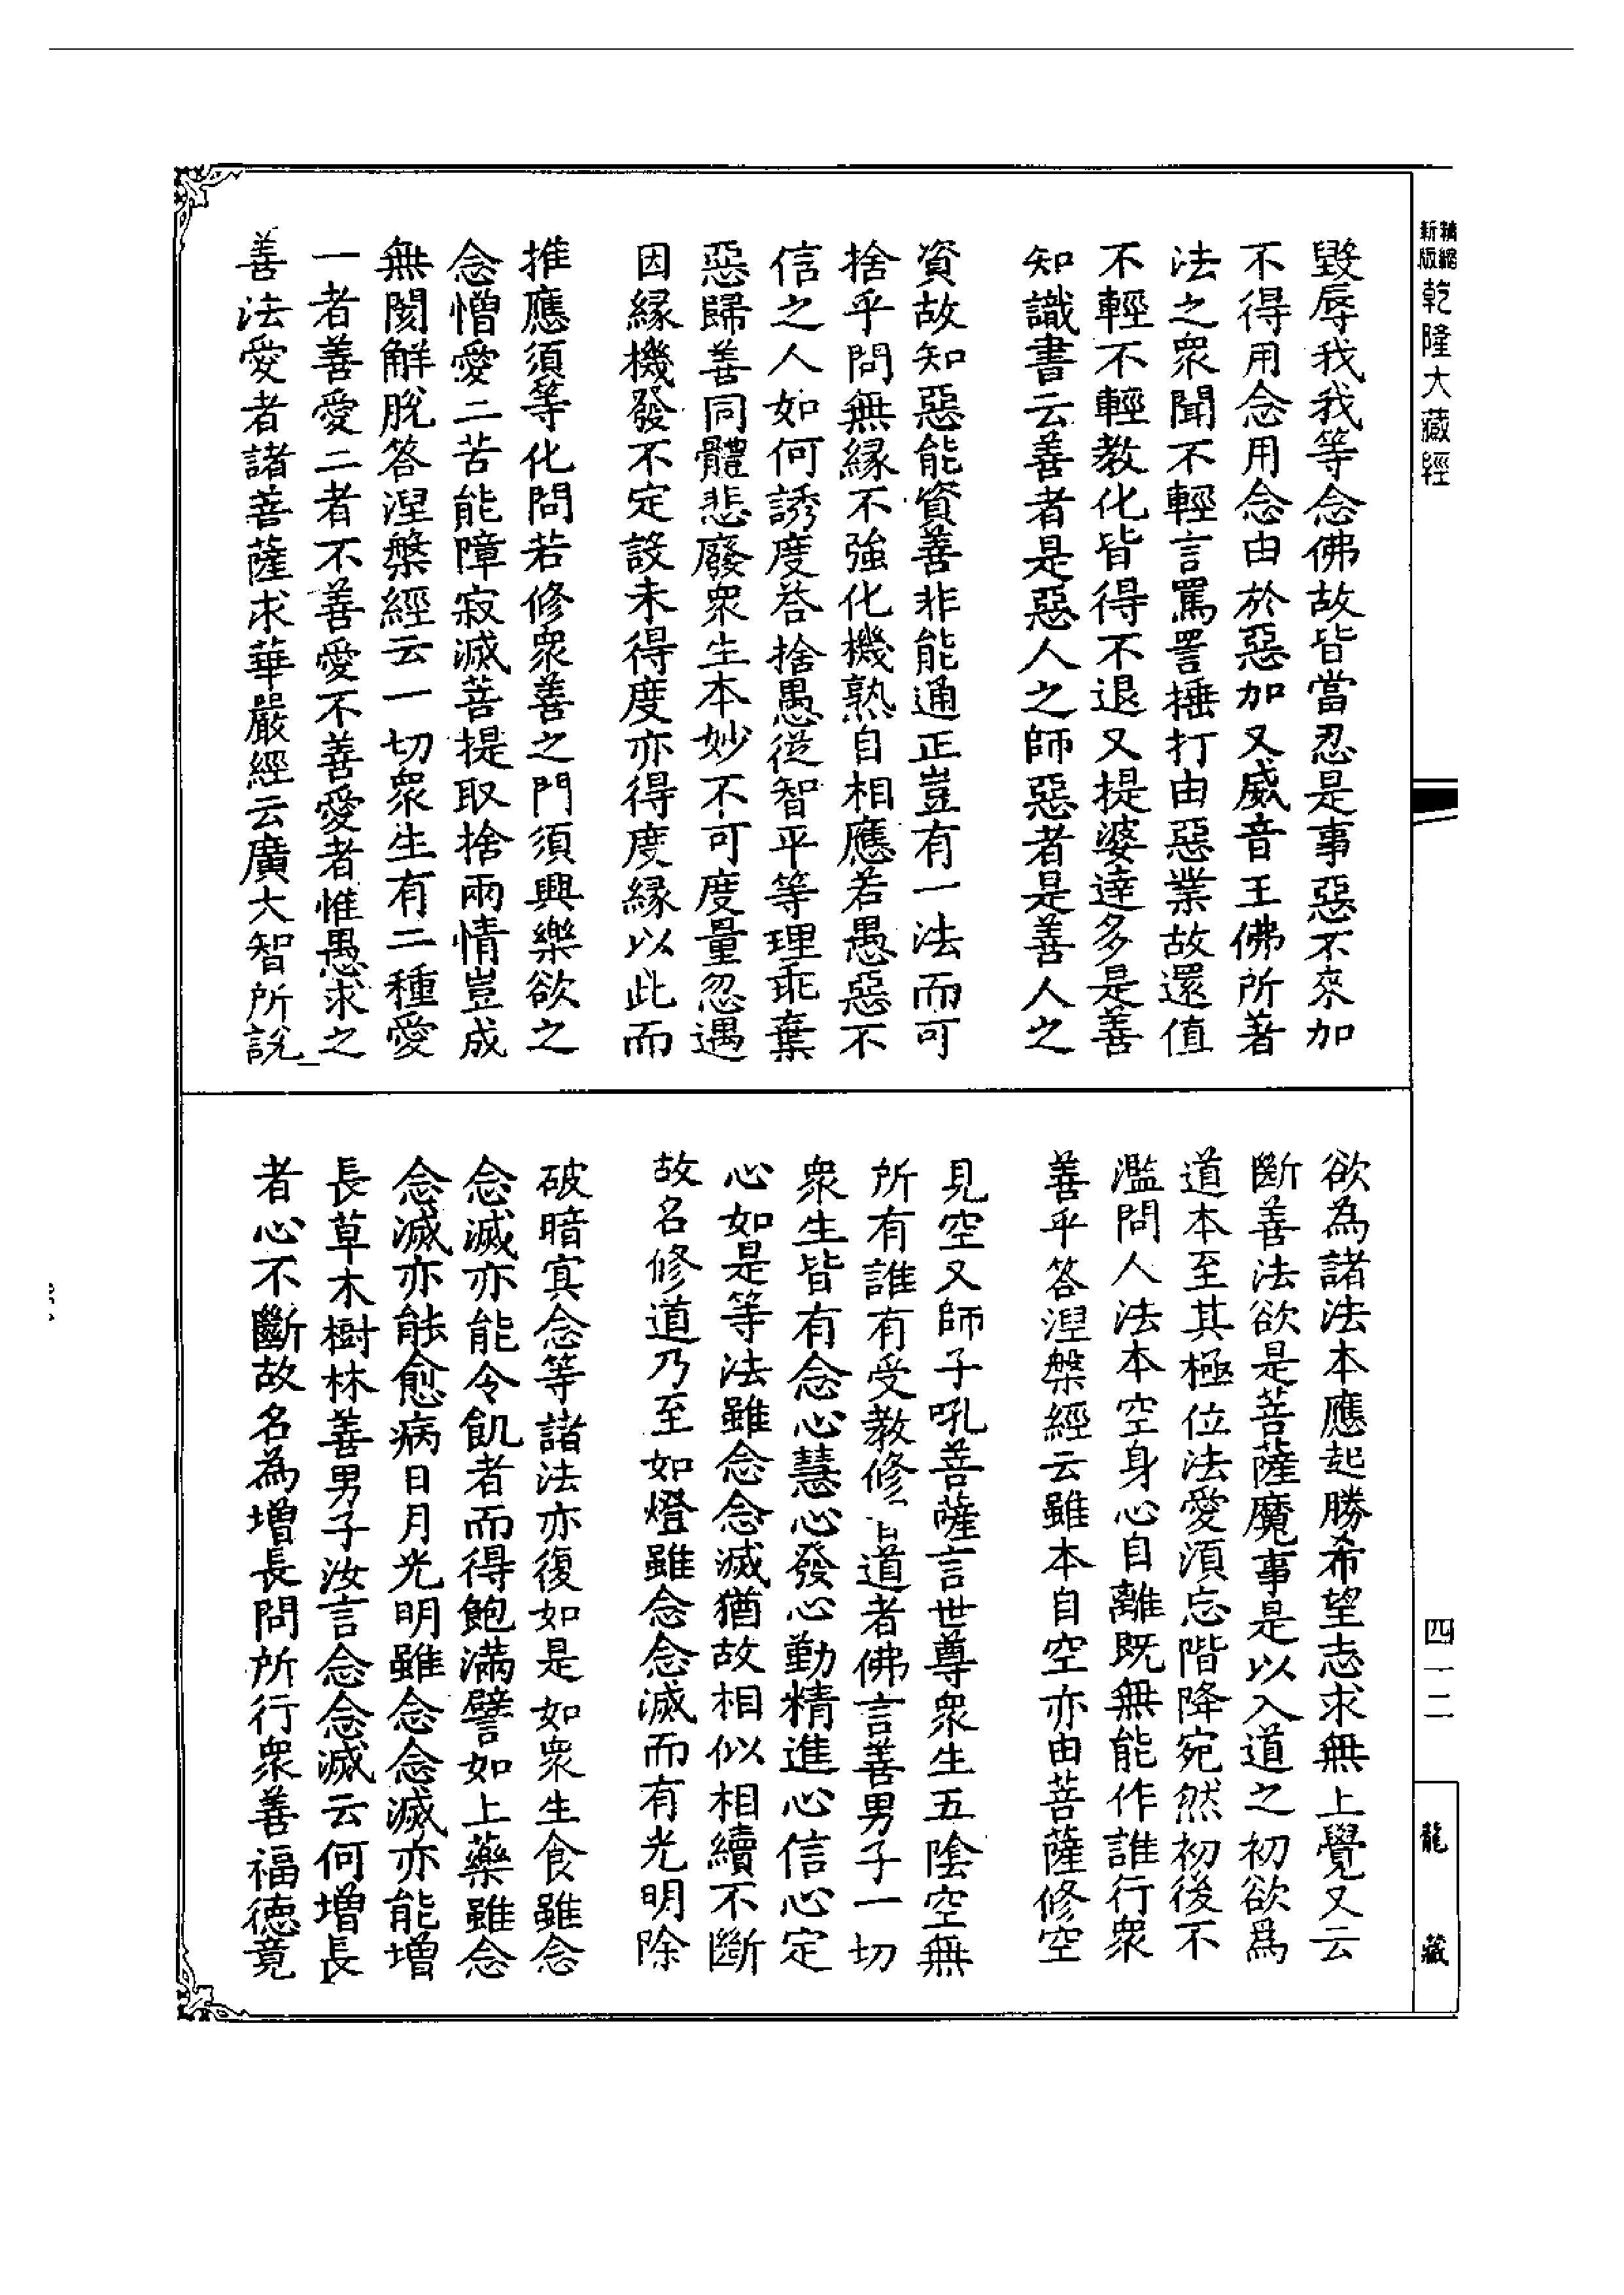 新版
精縮
乾隆大藏經
毀辱我我等念佛故皆當忍是事惡不來加
不得用念用念由於惡加又威音王佛所著
法之眾聞不輕言罵詈捶打由惡業故還值
不輕不輕教化皆得不退又提婆達多是善
知識書云善者是惡人之師惡者是善人之
資故知惡能資善非能通正豈有一法而可
捨乎問無緣不強化機熟自相應若愚惡不
信之人如何誘度荅捨愚從智平等理乖棄
惡歸善同體悲廢眾生本妙不可度量忽遇
因緣機發不定設未得度亦得度緣以此而
推應須等化問若修眾善之門須興樂欲之
念憎愛二苦能障寂滅菩提取捨兩情豈成
無閡解脫答涅槃經云一切眾生有二種愛
一者善愛二者不善愛不善愛者惟愚求之
善法愛者諸菩薩求華嚴經云廣大智所說
欲為諸法本應起勝希望志求無上覺又云
斷善法欲是菩薩魔事是以入道之初欲爲
道本至其極位法愛須忘階降宛然初後不
濫問人法本空身心自離既無能作誰行眾
善乎答涅槃經云雖本自空亦由菩薩修空
見空又師子吼菩薩言世尊眾生五陰空無
所有誰有受教修道者佛言善男子一切
眾生皆有念心慧心發心勤精進心信心定
心如是等法雖念念滅猶故相似相續不斷
故名修道乃至如燈雖念念滅而有光明除
破暗冥念等諸法亦復如是如眾生食雖念
念滅亦能令飢者而得飽滿譬如上藥雖念
念滅亦能愈病日月光明雖念念滅亦能增
長草木樹林善男子汝言念念滅云何增長
者心不斷故名為增長問所行眾善福德竟
四一二
龍藏